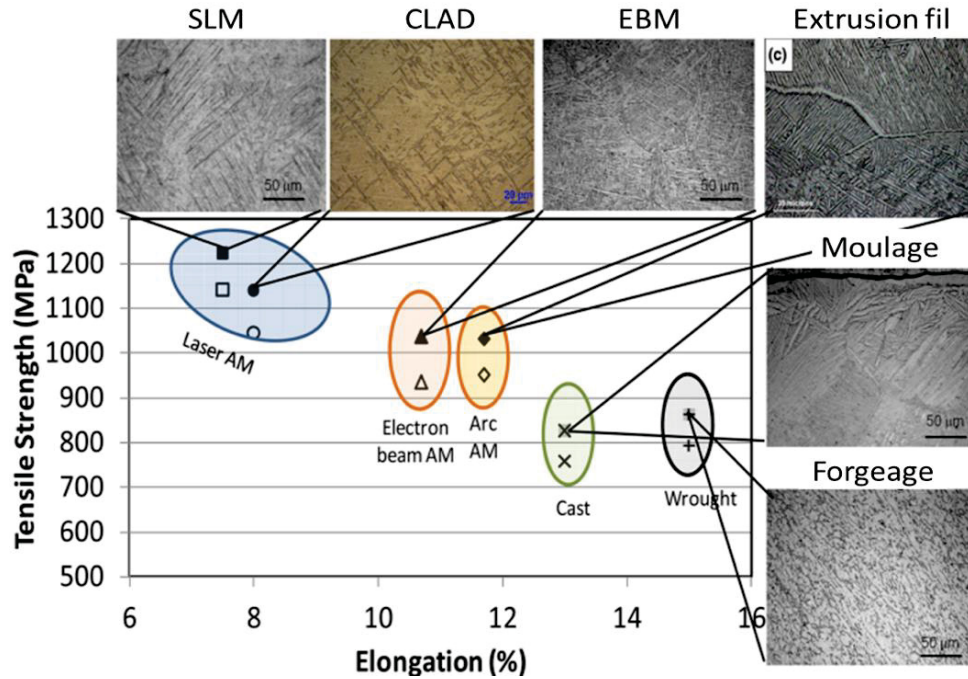 SLM
CLAD
EBM
Extrusion fil
50 µm
20 µm
50 µm
(c)
Tensile Strength (MPa)
1300
1200
1100
1000
900
800
700
600
500
Laser AM
Electron
beam AM
Arc
AM
Cast
Wrought
Moulage
50 µm
Forgeage
50 µm
6
8
10
12
14
16
Elongation (%)